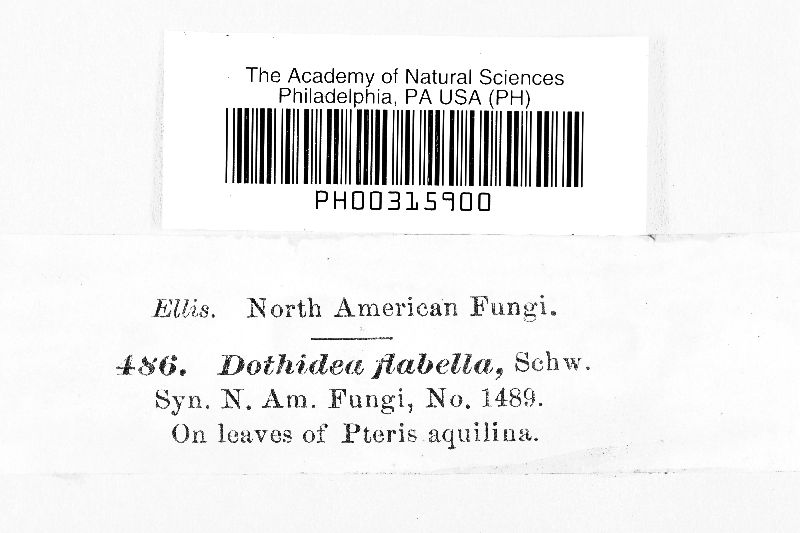 The Academy of Natural Sciences
Philadelphia, PA USA (PH)
PH00315900
Ellis. North American Fungi.
486. Dothidea flabella, Schw.
Syn. N. Am. Fungi, No. 1489.
On leaves of Pteris aquilina.